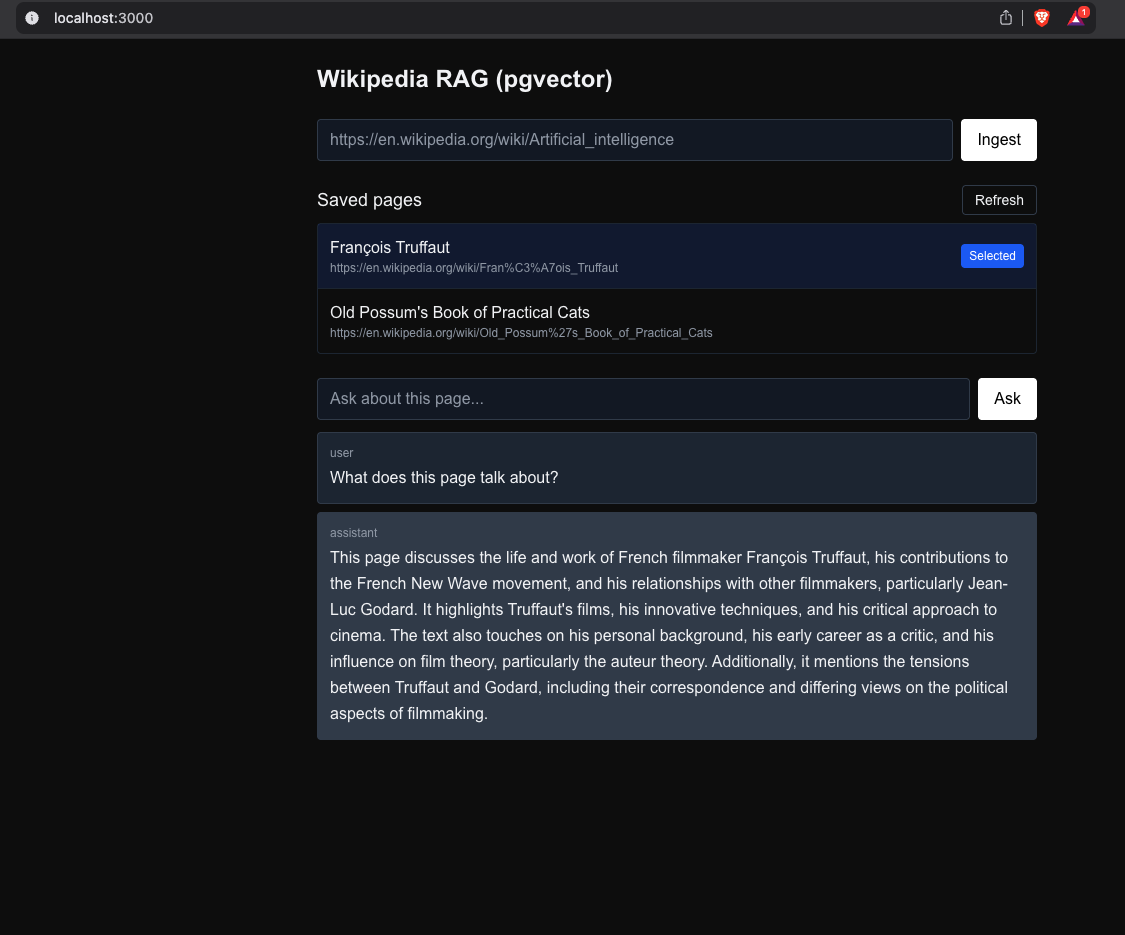 localhost:3000
1
Wikipedia RAG (pgvector)
https://en.wikipedia.org/wiki/Artificial_intelligence
Ingest
Saved pages
Refresh
François Truffaut
https://en.wikipedia.org/wiki/Fran%C3%A7ois_Truffaut
Selected
Old Possum's Book of Practical Cats
https://en.wikipedia.org/wiki/Old_Possum%27s_Book_of_Practical_Cats
Ask about this page...
Ask
user
What does this page talk about?
assistant
This page discusses the life and work of French filmmaker François Truffaut, his contributions to
the French New Wave movement, and his relationships with other filmmakers, particularly Jean-
Luc Godard. It highlights Truffaut's films, his innovative techniques, and his critical approach to
cinema. The text also touches on his personal background, his early career as a critic, and his
influence on film theory, particularly the auteur theory. Additionally, it mentions the tensions
between Truffaut and Godard, including their correspondence and differing views on the political
aspects of filmmaking.